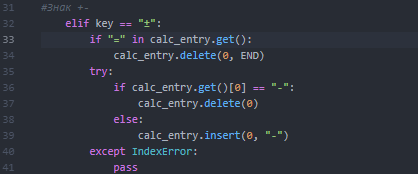 31 #Знак +-
32 elif key == "±":
33 if "=" in calc_entry.get():
34 calc_entry.delete(0, END)
35 try:
36 if calc_entry.get()[0] == "-":
37 calc_entry.delete(0)
38 else:
39 calc_entry.insert(0, "-")
40 except IndexError:
41 pass